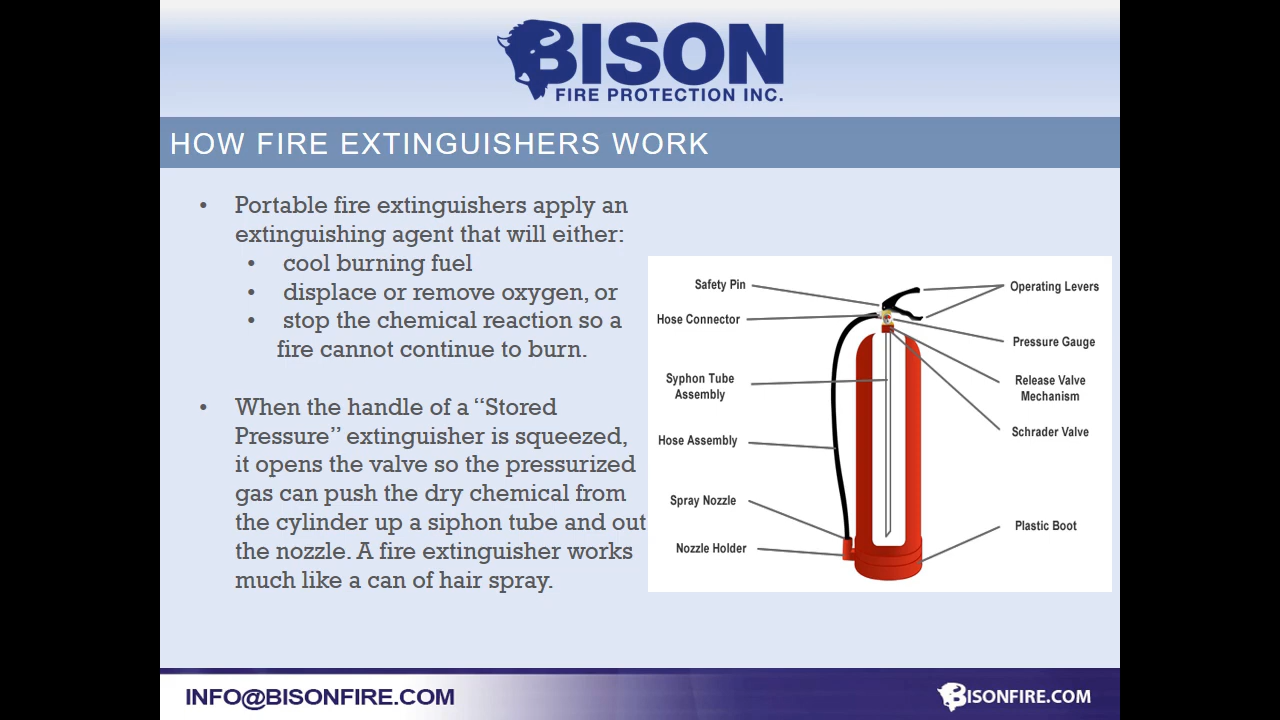 BISON
FIRE PROTECTION INC.
HOW FIRE EXTINGUISHERS WORK
• Portable fire extinguishers apply an
extinguishing agent that will either:
• cool burning fuel
• displace or remove oxygen, or
• stop the chemical reaction so a
fire cannot continue to burn.
• When the handle of a “Stored
Pressure” extinguisher is squeezed,
it opens the valve so the pressurized
gas can push the dry chemical from
the cylinder up a siphon tube and out
the nozzle. A fire extinguisher works
much like a can of hair spray.
Safety Pin
Hose Connector
Syphon Tube
Assembly
Hose Assembly
Spray Nozzle
Nozzle Holder
Operating Levers
Pressure Gauge
Release Valve
Mechanism
Schrader Valve
Plastic Boot
INFO@BISONFIRE.COM
BISONFIRE.COM